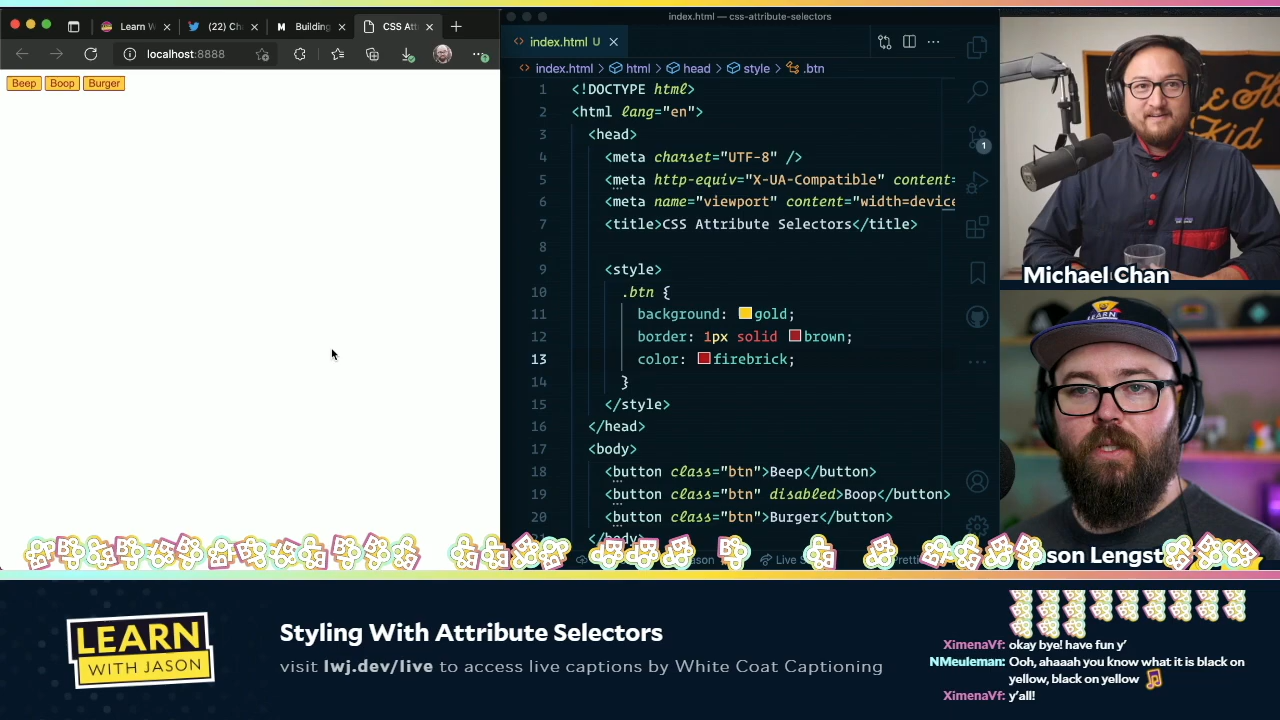 Learn W
(22) Ch
Building
CSS At
index.html — css-attribute-selectors
localhost:8888
Beep Boop Burger
index.html U
index.html > html > head > style > .btn
1 <!DOCTYPE html>
2 <html lang="en">
3 <head>
4 <meta charset="UTF-8" />
5 <meta http-equiv="X-UA-Compatible" content=
6 <meta name="viewport" content="width=device
7 <title>CSS Attribute Selectors</title>
8
9 <style>
10 .btn {
11 background: gold;
12 border: 1px solid brown;
13 color: firebrick;
14 }
15 </style>
16 </head>
17 <body>
18 <button class="btn">Beep</button>
19 <button class="btn" disabled>Boop</button>
20 <button class="btn">Burger</button>
</body>
1
Michael Chan
LEARN
son Lengst
LEARN
WITH JASON
Styling With Attribute Selectors
visit lwj.dev/live to access live captions by White Coat Captioning
XimenaVf: okay bye! have fun y'
NMeuleman: Ooh, ahaaah you know what it is black on
yellow, black on yellow
XimenaVf: y'all!